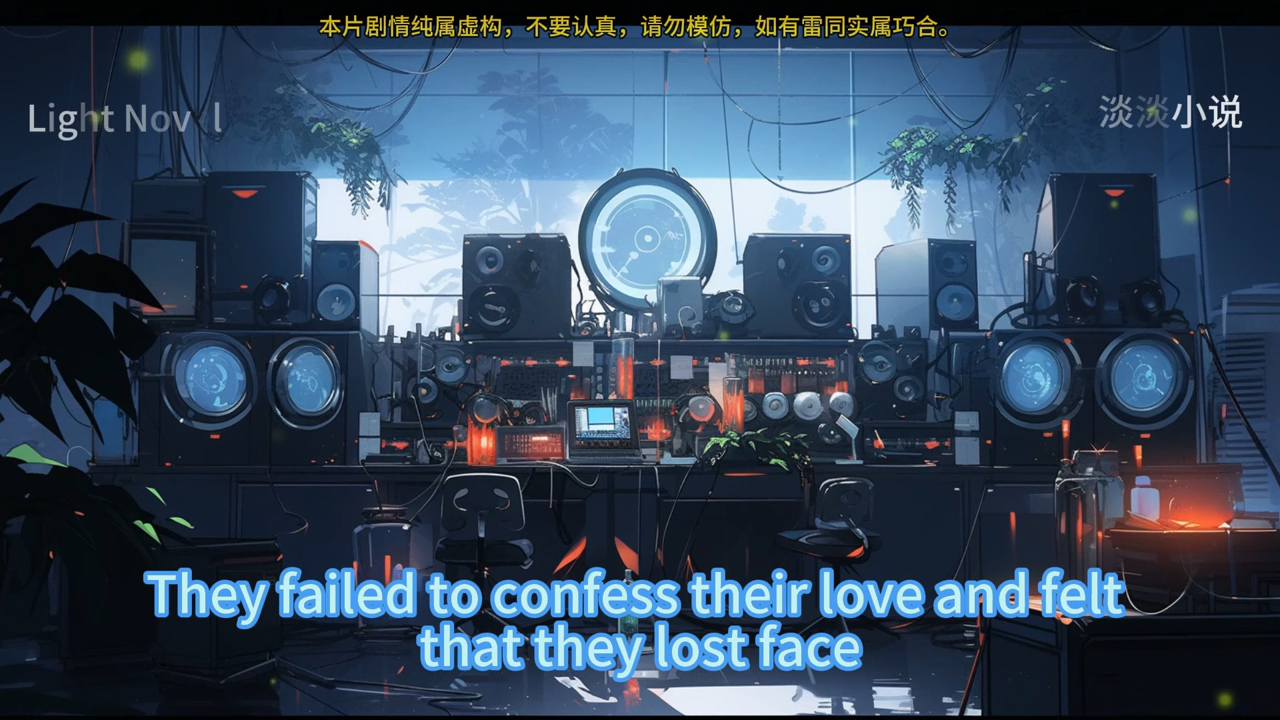 本片剧情纯属虚构，不要认真，请勿模仿，如有雷同实属巧合。
Light Nov l
淡淡小说
They failed to confess their love and felt
that they lost face